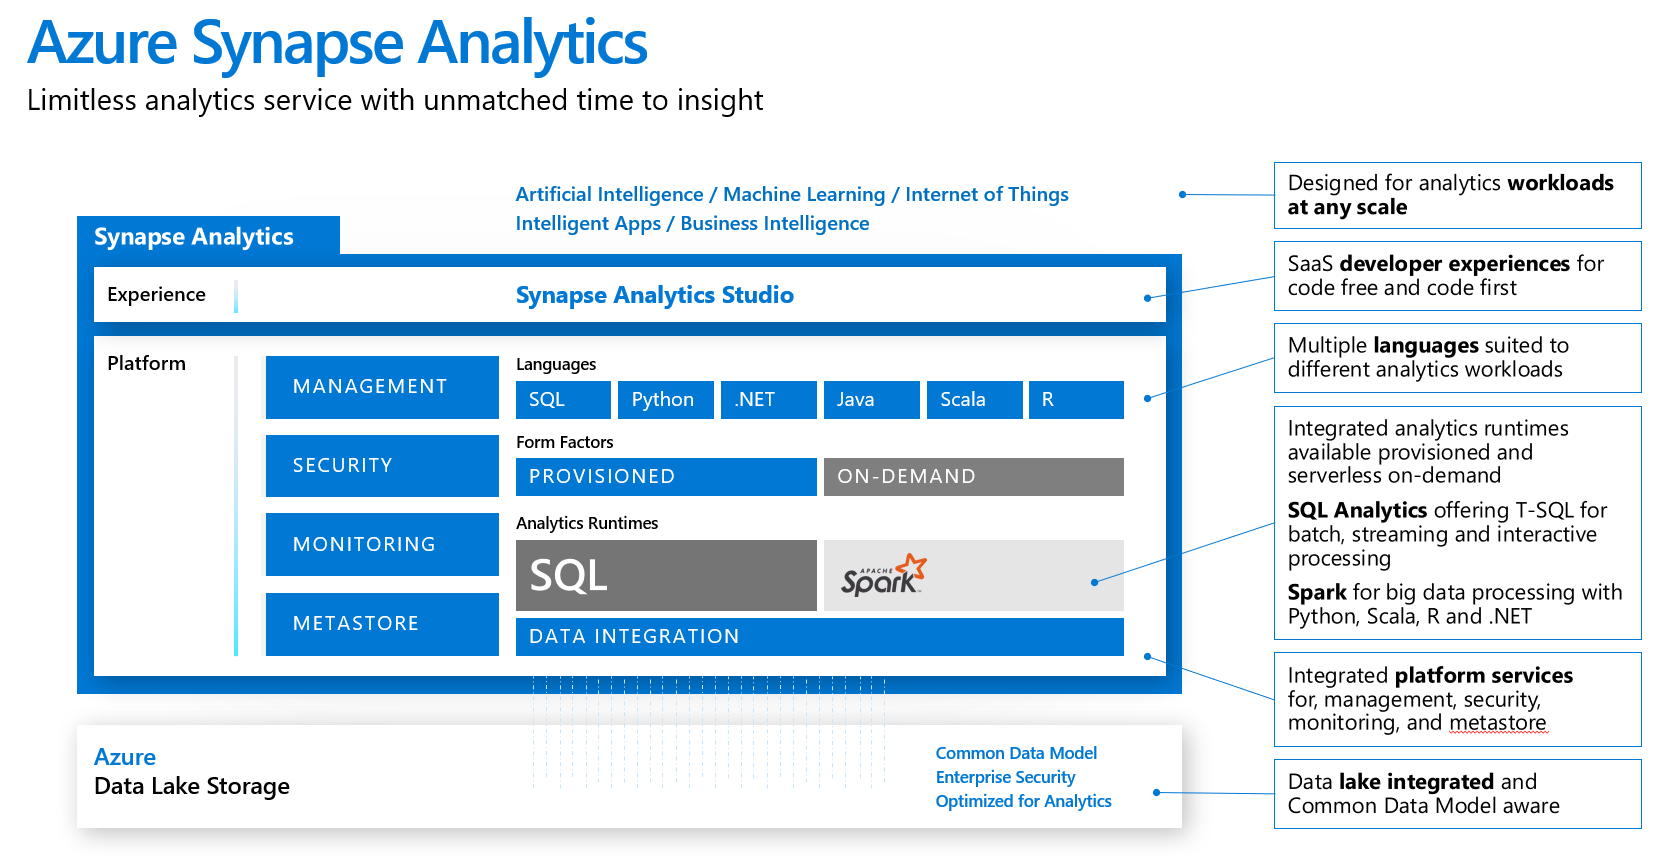 Azure Synapse Analytics
Limitless analytics service with unmatched time to insight
Artificial Intelligence / Machine Learning / Internet of Things
Intelligent Apps / Business Intelligence
Synapse Analytics
Experience
Synapse Analytics Studio
Platform
MANAGEMENT
SECURITY
MONITORING
METASTORE
Languages
SQL
Python
.NET
Java
Scala
R
Form Factors
PROVISIONED
ON-DEMAND
Analytics Runtimes
SQL
APACHE
Spark
DATA INTEGRATION
Azure
Data Lake Storage
Common Data Model
Enterprise Security
Optimized for Analytics
Designed for analytics workloads
at any scale
SaaS developer experiences for
code free and code first
Multiple languages suited to
different analytics workloads
Integrated analytics runtimes
available provisioned and
serverless on-demand
SQL Analytics offering T-SQL for
batch, streaming and interactive
processing
Spark for big data processing with
Python, Scala, R and .NET
Integrated platform services
for, management, security,
monitoring, and metastore
Data lake integrated and
Common Data Model aware